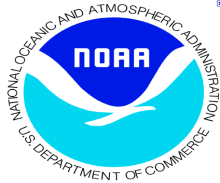 NATIONAL OCEANIC AND ATMOSPHERIC ADMINISTRATION
NOAA
U.S. DEPARTMENT OF COMMERCE